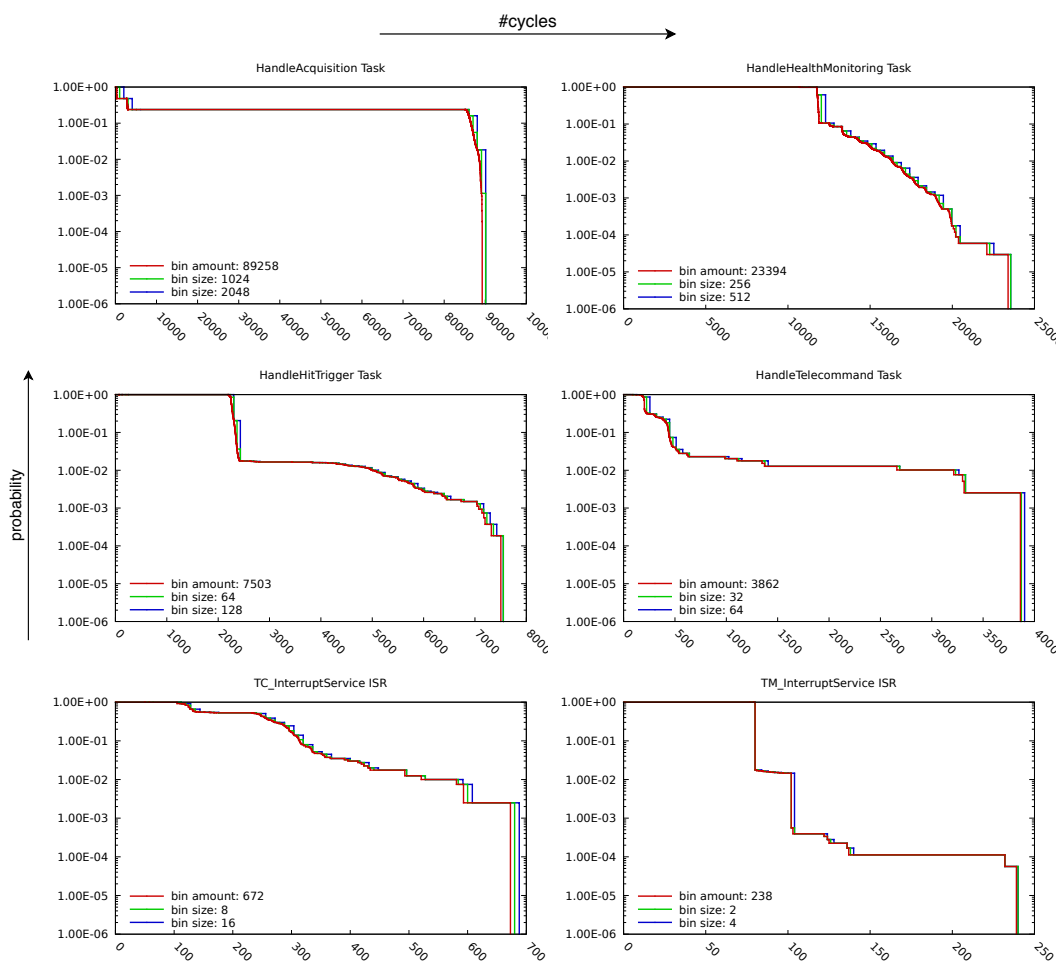 #cycles
HandleAcquisition Task
1.00E+00
1.00E-01
1.00E-02
1.00E-03
1.00E-04
1.00E-05
1.00E-06
bin amount: 89258
bin size: 1024
bin size: 2048
0
10000
20000
30000
40000
50000
60000
70000
80000
90000
HandleHealthMonitoring Task
1.00E+00
1.00E-01
1.00E-02
1.00E-03
1.00E-04
1.00E-05
1.00E-06
bin amount: 23394
bin size: 256
bin size: 512
0
5000
10000
15000
20000
probability
HandleHitTrigger Task
1.00E+00
1.00E-01
1.00E-02
1.00E-03
1.00E-04
1.00E-05
1.00E-06
bin amount: 7503
bin size: 64
bin size: 128
0
1000
2000
3000
4000
5000
6000
7000
8000
HandleTelecommand Task
1.00E+00
1.00E-01
1.00E-02
1.00E-03
1.00E-04
1.00E-05
1.00E-06
bin amount: 3862
bin size: 32
bin size: 64
0
500
1000
1500
2000
2500
3000
3500
4000
TC_InterruptService ISR
1.00E+00
1.00E-01
1.00E-02
1.00E-03
1.00E-04
1.00E-05
1.00E-06
bin amount: 672
bin size: 8
bin size: 16
0
100
200
300
400
500
600
700
TM_InterruptService ISR
1.00E+00
1.00E-01
1.00E-02
1.00E-03
1.00E-04
1.00E-05
1.00E-06
bin amount: 238
bin size: 2
bin size: 4
0
50
100
150
200
250